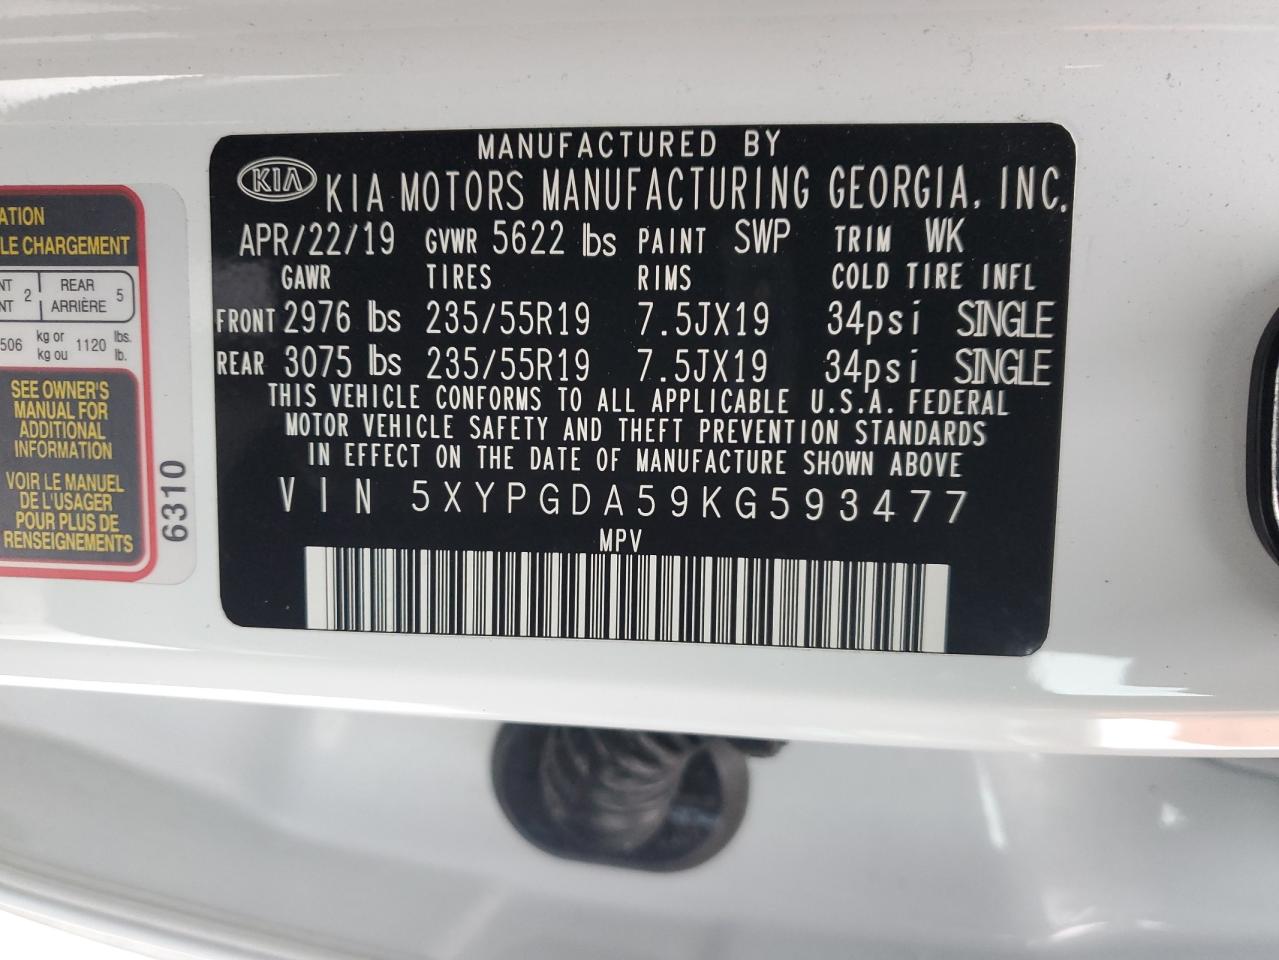 MANUFACTURED BY
KIA KIA MOTORS MANUFACTURING GEORGIA, INC.
APR/22/19 GVWR 5622 lbs PAINT SWP TRIM WK
GAWR TIRES RIMS COLD TIRE INFL
FRONT 2976 lbs 235/55R19 7.5JX19 34psi SINGLE
REAR 3075 lbs 235/55R19 7.5JX19 34psi SINGLE
THIS VEHICLE CONFORMS TO ALL APPLICABLE U.S.A. FEDERAL
MOTOR VEHICLE SAFETY AND THEFT PREVENTION STANDARDS
IN EFFECT ON THE DATE OF MANUFACTURE SHOWN ABOVE
VIN 5XYPGDA59KG593477
MPV
ATION
LE CHARGEMENT
NT 2 REAR 5
NT ARRIÈRE
506 kg or 1120 lbs.
kg ou lb.
SEE OWNER'S
MANUAL FOR
ADDITIONAL
INFORMATION
VOIR LE MANUEL
DE L'USAGER
POUR PLUS DE
RENSEIGNEMENTS
6310